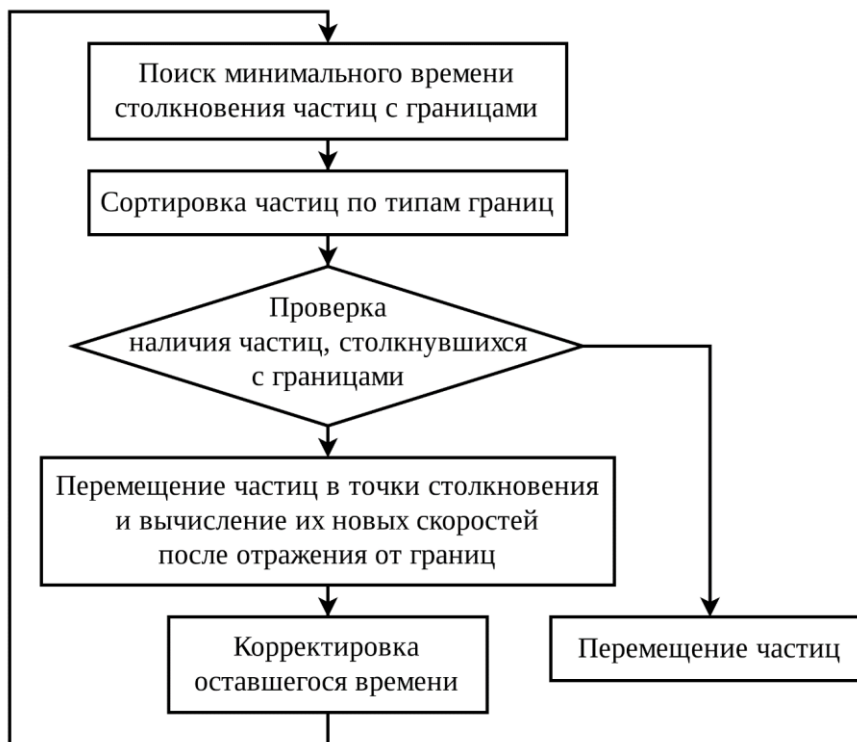 Поиск минимального времени
столкновения частиц с границами
Сортировка частиц по типам границ
Проверка
наличия частиц, столкнувшихся
с границами
Перемещение частиц в точки столкновения
и вычисление их новых скоростей
после отражения от границ
Корректировка
оставшегося времени
Перемещение частиц